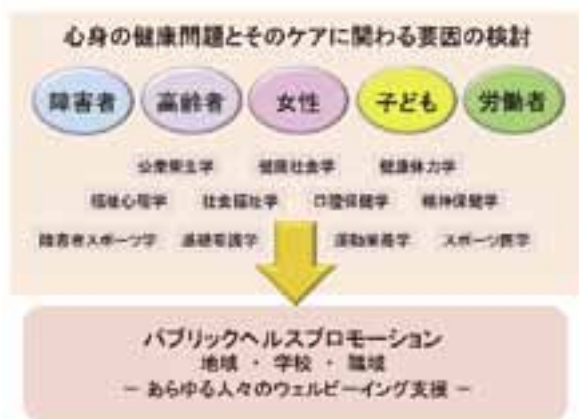 心身の健康問題とそのケアに関わる要因の検討
障害者 高齢者 女性 子ども 労働者
公衆衛生学 健康社会学 健康体力学
福祉心理学 社会福祉学 口腔保健学 精神保健学
障害者スポーツ学 基礎看護学 運動栄養学 スポーツ医学
パブリックヘルスプロモーション
地域 ・ 学校 ・ 職域
− あらゆる人々のウェルビーイング支援 −